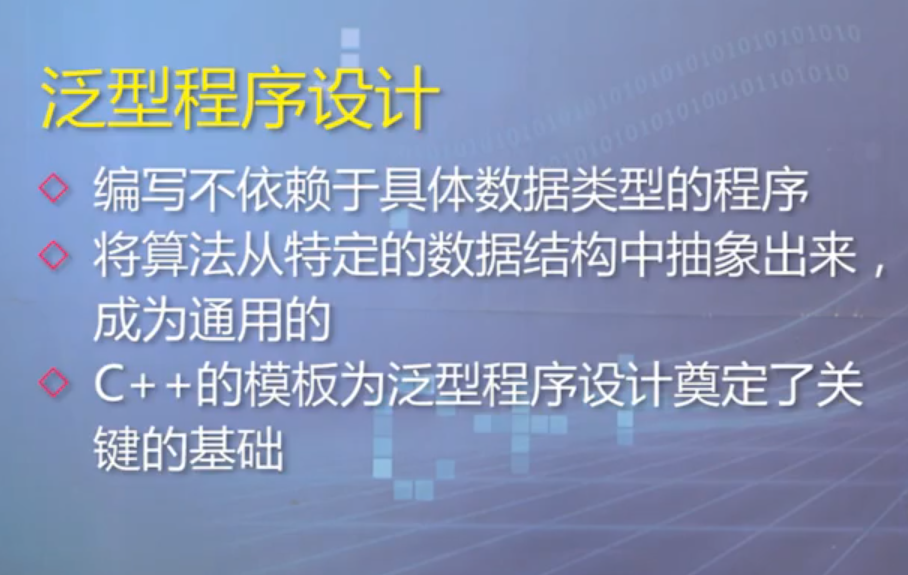 泛型程序设计
编写不依赖于具体数据类型的程序
将算法从特定的数据结构中抽象出来，
成为通用的
C++的模板为泛型程序设计奠定了关
键的基础